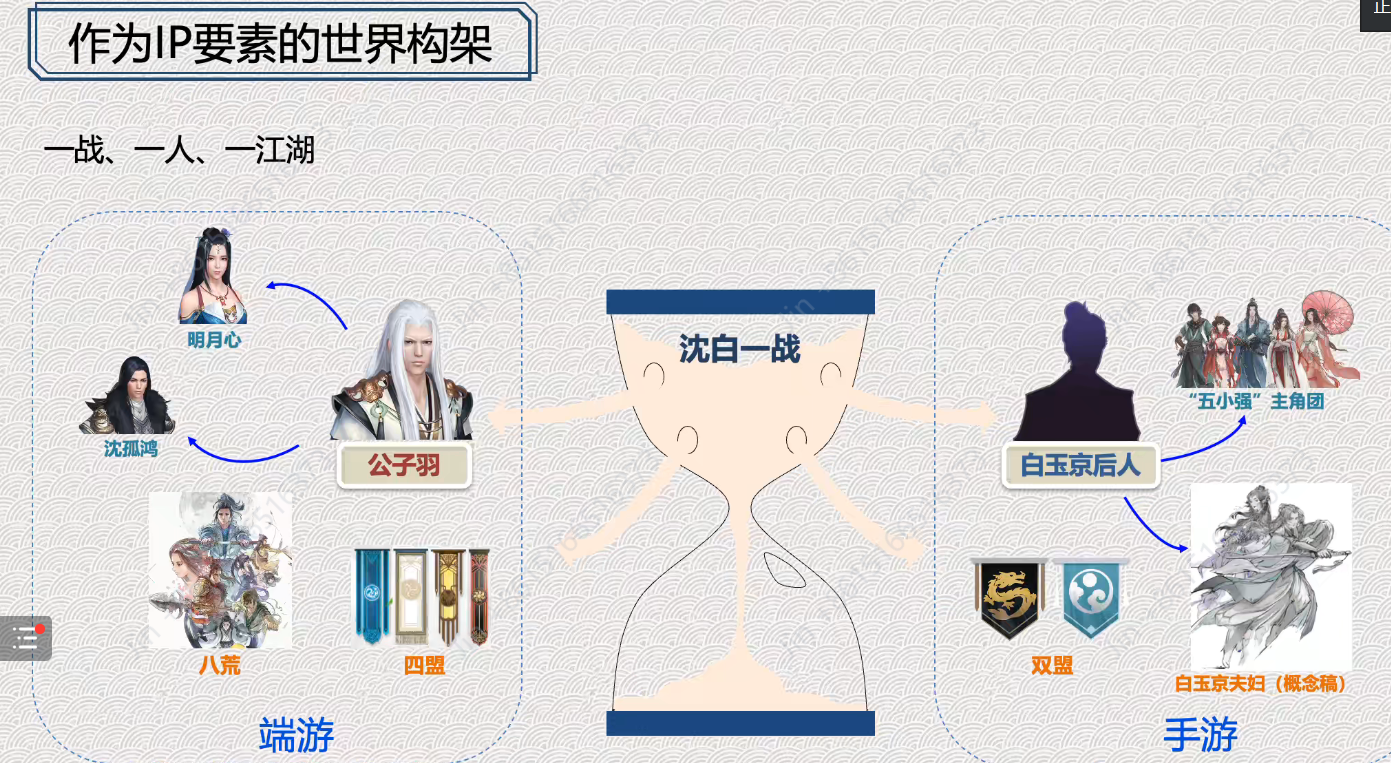 正
作为IP要素的世界构架
一战、一人、一江湖
明月心
沈孤鸿
公子羽
八荒
四盟
端游
沈白一战
白玉京后人
“五小强”主角团
双盟
白玉京夫妇（概念稿）
手游